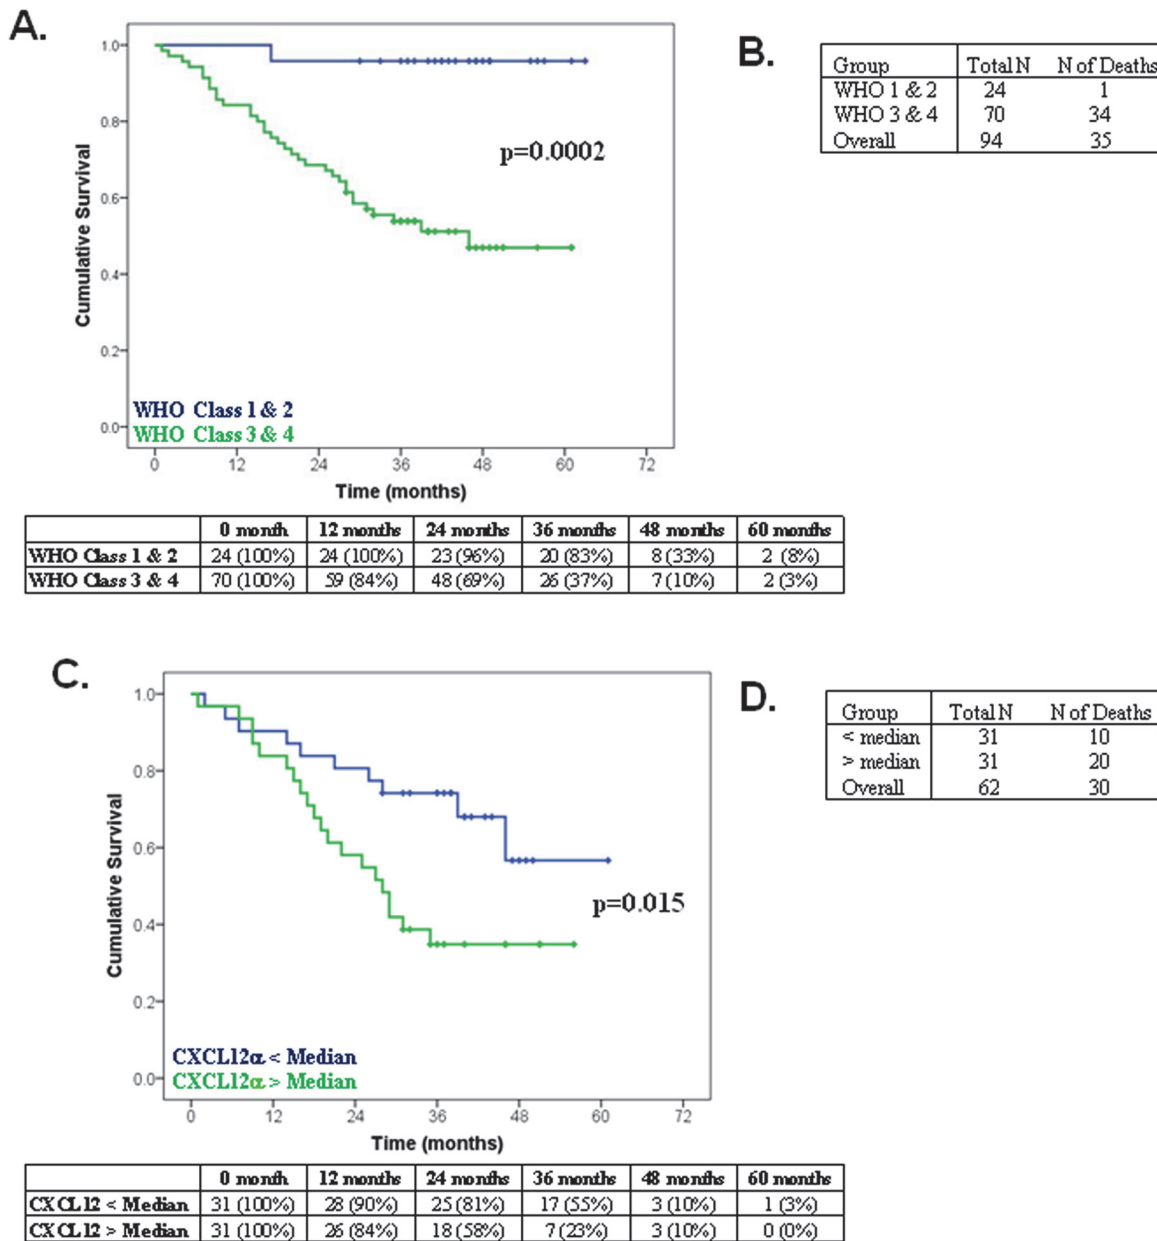 A.
1.0
0.8
0.6
0.4
0.2
0.0
Cumulative Survival
p=0.0002
WHO Class 1 & 2
WHO Class 3 & 4
0 12 24 36 48 60 72
Time (months)
B.
Group Total N N of Deaths
WHO 1 & 2 24 1
WHO 3 & 4 70 34
Overall 94 35
0 month 12 months 24 months 36 months 48 months 60 months
WHO Class 1 & 2 24 (100%) 24 (100%) 23 (96%) 20 (83%) 8 (33%) 2 (8%)
WHO Class 3 & 4 70 (100%) 59 (84%) 48 (69%) 26 (37%) 7 (10%) 2 (3%)
C.
1.0
0.8
0.6
0.4
0.2
0.0
Cumulative Survival
p=0.015
CXCL12α < Median
CXCL12α > Median
0 12 24 36 48 60 72
Time (months)
D.
Group Total N N of Deaths
< median 31 10
> median 31 20
Overall 62 30
0 month 12 months 24 months 36 months 48 months 60 months
CXCL12 < Median 31 (100%) 28 (90%) 25 (81%) 17 (55%) 3 (10%) 1 (3%)
CXCL12 > Median 31 (100%) 26 (84%) 18 (58%) 7 (23%) 3 (10%) 0 (0%)